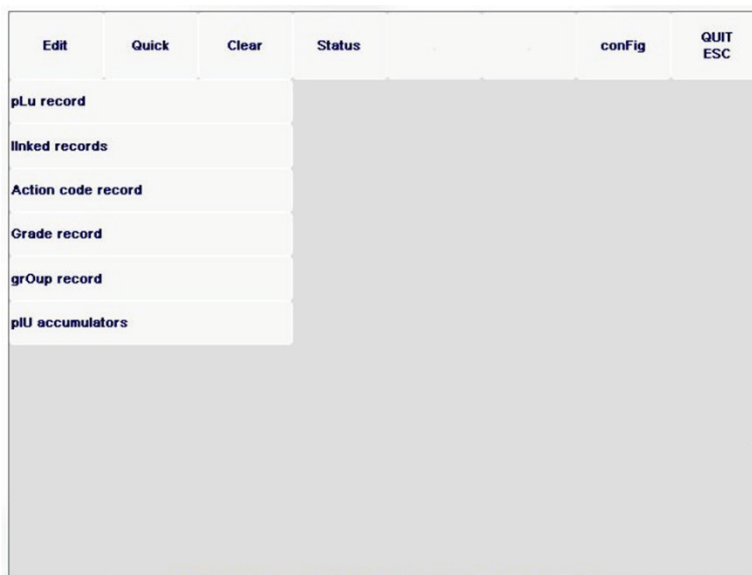 Edit
Quick
Clear
Status
conFig
QUIT
ESC
pLu record
lInked records
Action code record
Grade record
grOup record
plU accumulators